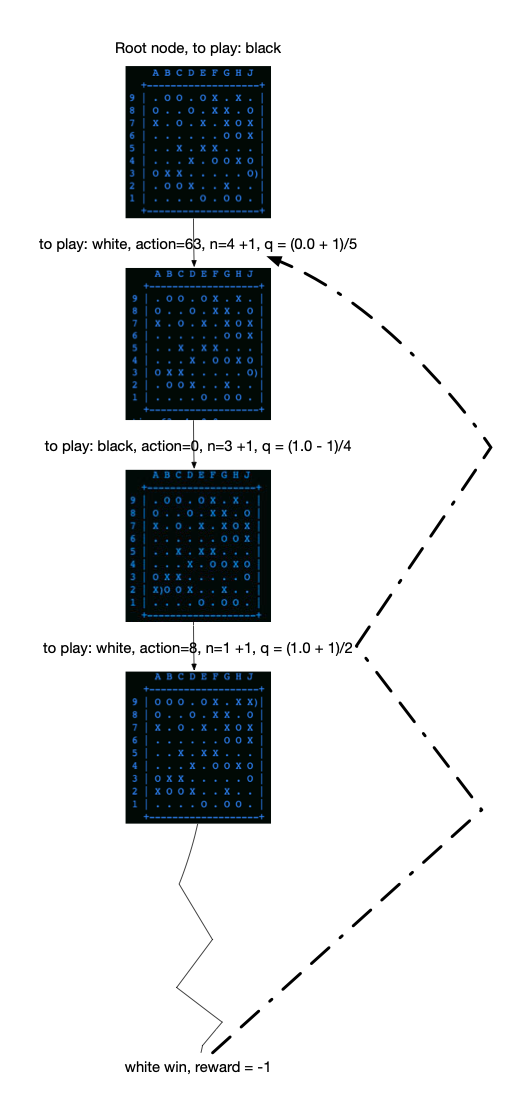 Root node, to play: black
A B C D E F G H J
+------------------+
9 | . O O . O X . X . |
8 | O . . O . X X . O |
7 | X . O . X . X O X |
6 | . . . . . . O O X |
5 | . . X . X X . . . |
4 | . . . X . O O X O |
3 | O X X . . . . . O)|
2 | . O O X . . X . . |
1 | . . . . O . O O . |
+------------------+
to play: white, action=63, n=4 +1, q = (0.0 + 1)/5
A B C D E F G H J
+------------------+
9 | . O O . O X . X . |
8 | O . . O . X X . O |
7 | X . O . X . X O X |
6 | . . . . . . O O X |
5 | . . X . X X . . . |
4 | . . . X . O O X O |
3 | O X X . . . . . O)|
2 | . O O X . . X . . |
1 | . . . . O . O O . |
+------------------+
to play: black, action=0, n=3 +1, q = (1.0 - 1)/4
A B C D E F G H J
+------------------+
9 | . O O . O X . X . |
8 | O . . O . X X . O |
7 | X . O . X . X O X |
6 | . . . . . . O O X |
5 | . . X . X X . . . |
4 | . . . X . O O X O |
3 | O X X . . . . . O |
2 | X)O O X . . X . . |
1 | . . . . O . O O . |
+------------------+
to play: white, action=8, n=1 +1, q = (1.0 + 1)/2
A B C D E F G H J
+------------------+
9 | O O O . O X . X X)|
8 | O . . O . X X . O |
7 | X . O . X . X O X |
6 | . . . . . . O O X |
5 | . . X . X X . . . |
4 | . . . X . O O X O |
3 | O X X . . . . . O |
2 | X O O X . . X . . |
1 | . . . . O . O O . |
+------------------+
white win, reward = -1